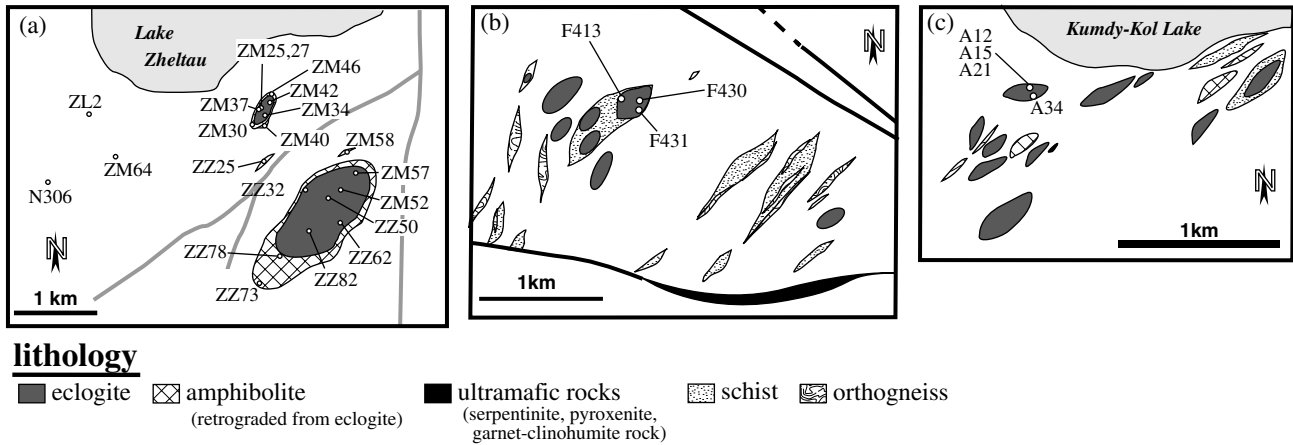 (a)
Lake
Zheltau
ZM25,27
ZM46
ZM42
ZM37
ZM34
ZM30
ZM40
ZL2
ZM58
ZZ25
ZM64
ZM57
ZZ32
N306
ZM52
ZZ50
N
ZZ78
ZZ62
ZZ82
ZZ73
1 km
(b)
F413
N
F430
F431
1km
(c)
Kumdy-Kol Lake
A12
A15
A21
A34
N
1km
lithology
eclogite
amphibolite
(retrograded from eclogite)
ultramafic rocks
(serpentinite, pyroxenite,
garnet-clinohumite rock)
schist
orthogneiss